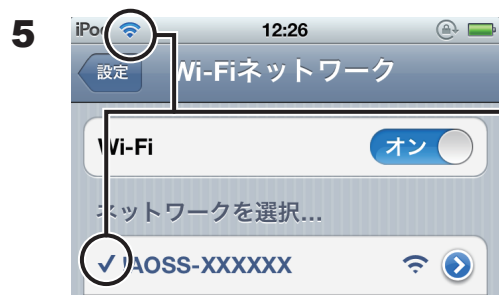 5
iPod 12:26
設定 Wi-Fiネットワーク
Wi-Fi オン
ネットワークを選択...
✓ !AOSS-XXXXXX